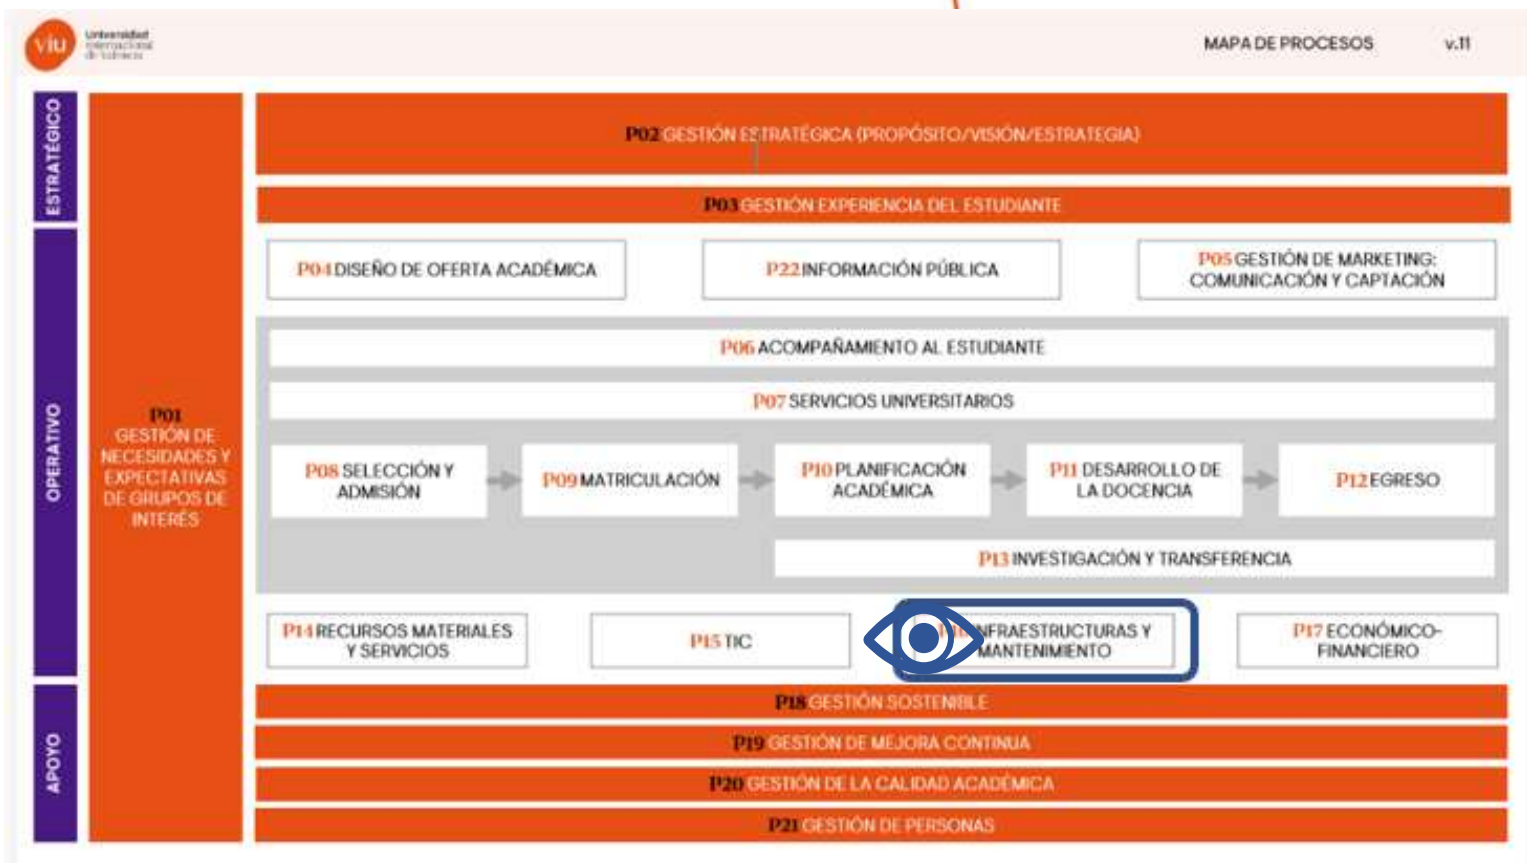 viu
Universidad
Internacional
de Valencia
MAPA DE PROCESOS v.11
ESTRATÉGICO
P02 GESTIÓN ESTRATÉGICA (PROPÓSITO/VISIÓN/ESTRATEGIA)
P03 GESTIÓN EXPERIENCIA DEL ESTUDIANTE
OPERATIVO
P01
GESTIÓN DE
NECESIDADES Y
EXPECTATIVAS
DE GRUPOS DE
INTERÉS
P04 DISEÑO DE OFERTA ACADÉMICA
P22 INFORMACIÓN PÚBLICA
P05 GESTIÓN DE MARKETING:
COMUNICACIÓN Y CAPTACIÓN
P06 ACOMPAÑAMIENTO AL ESTUDIANTE
P07 SERVICIOS UNIVERSITARIOS
P08 SELECCIÓN Y
ADMISIÓN
P09 MATRICULACIÓN
P10 PLANIFICACIÓN
ACADÉMICA
P11 DESARROLLO DE
LA DOCENCIA
P12 EGRESO
P13 INVESTIGACIÓN Y TRANSFERENCIA
P14 RECURSOS MATERIALES
Y SERVICIOS
P15 TIC
INFRAESTRUCTURAS Y
MANTENIMIENTO
P17 ECONÓMICO-
FINANCIERO
APOYO
P18 GESTIÓN SOSTENIBLE
P19 GESTIÓN DE MEJORA CONTINUA
P20 GESTIÓN DE LA CALIDAD ACADÉMICA
P21 GESTIÓN DE PERSONAS